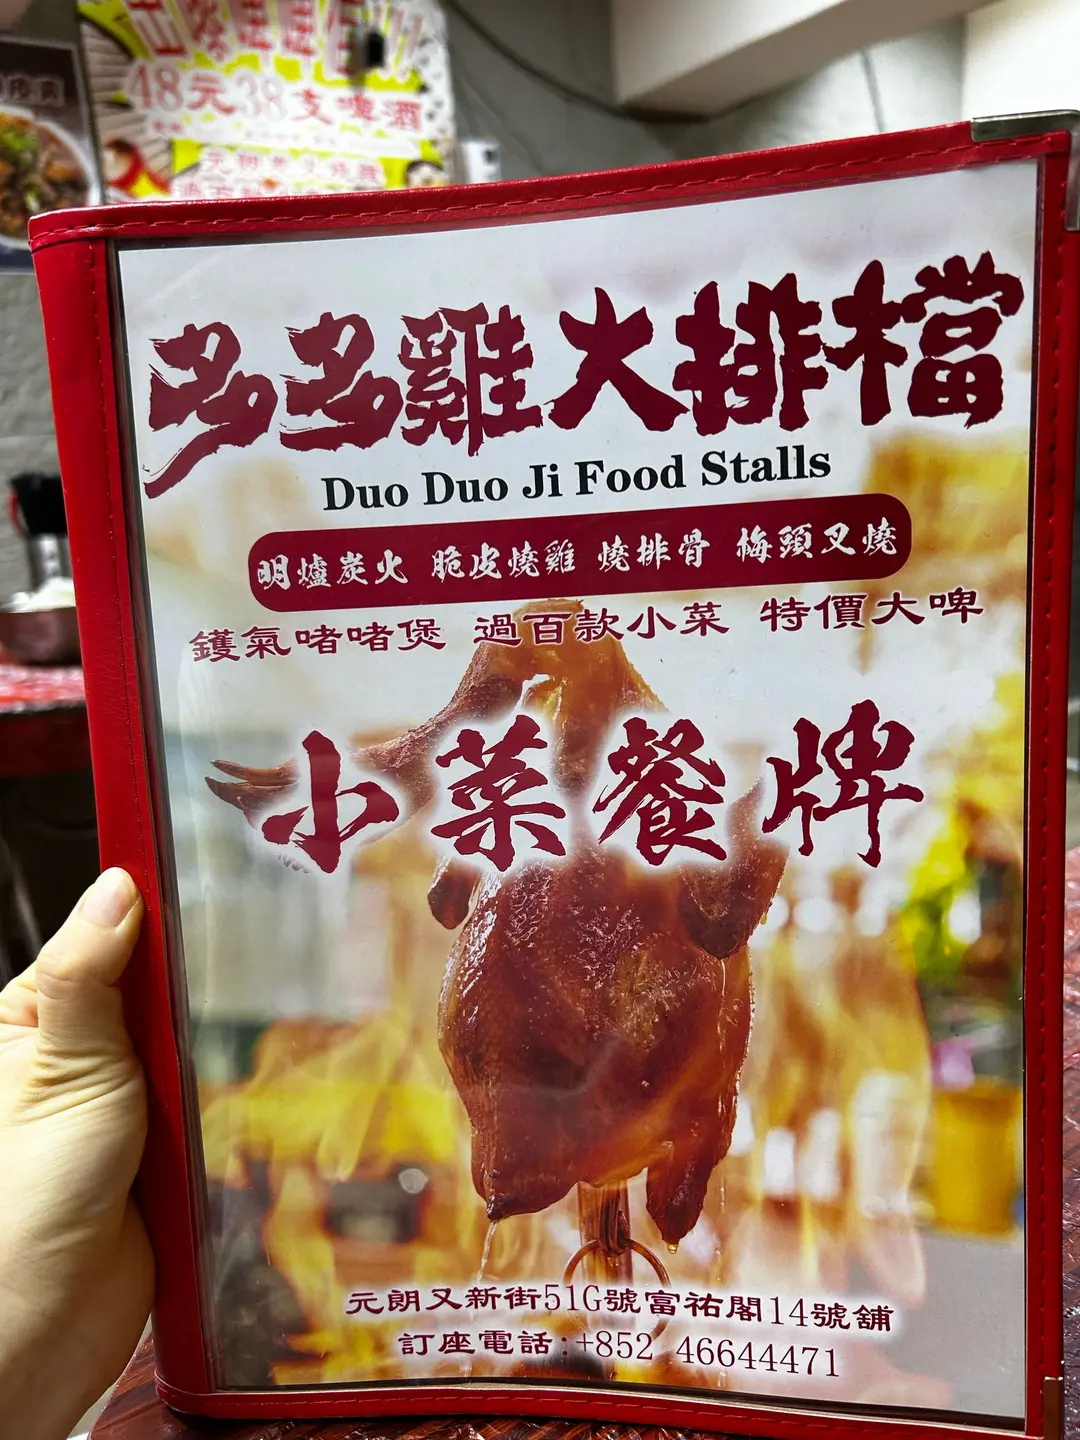 48元38支啤酒
多多雞大排檔
Duo Duo Ji Food Stalls
明爐炭火 脆皮燒雞 燒排骨 梅頭叉燒
鑊氣啫啫煲 過百款小菜 特價大啤
小菜餐牌
元朗又新街51G號富祐閣14號舖
訂座電話:+852 46644471